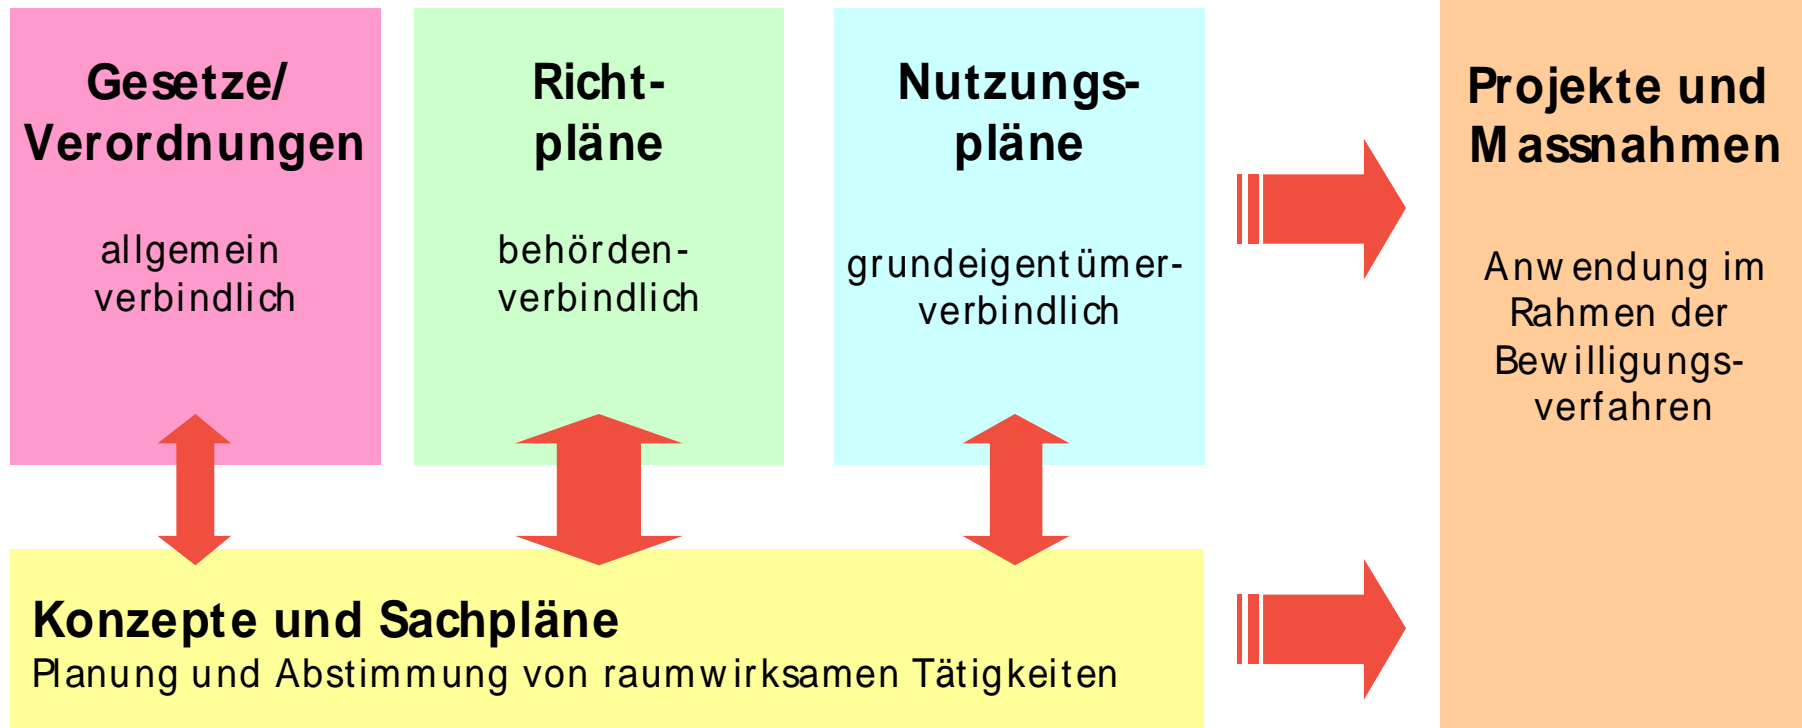 Gesetze/
Verordnungen
allgemein
verbindlich
Richt-
pläne
behörden-
verbindlich
Nutzungs-
pläne
grundeigentümer-
verbindlich
Projekte und
Massnahmen
Anwendung im
Rahmen der
Bewilligungs-
verfahren
Konzepte und Sachpläne
Planung und Abstimmung von raumwirksamen Tätigkeiten